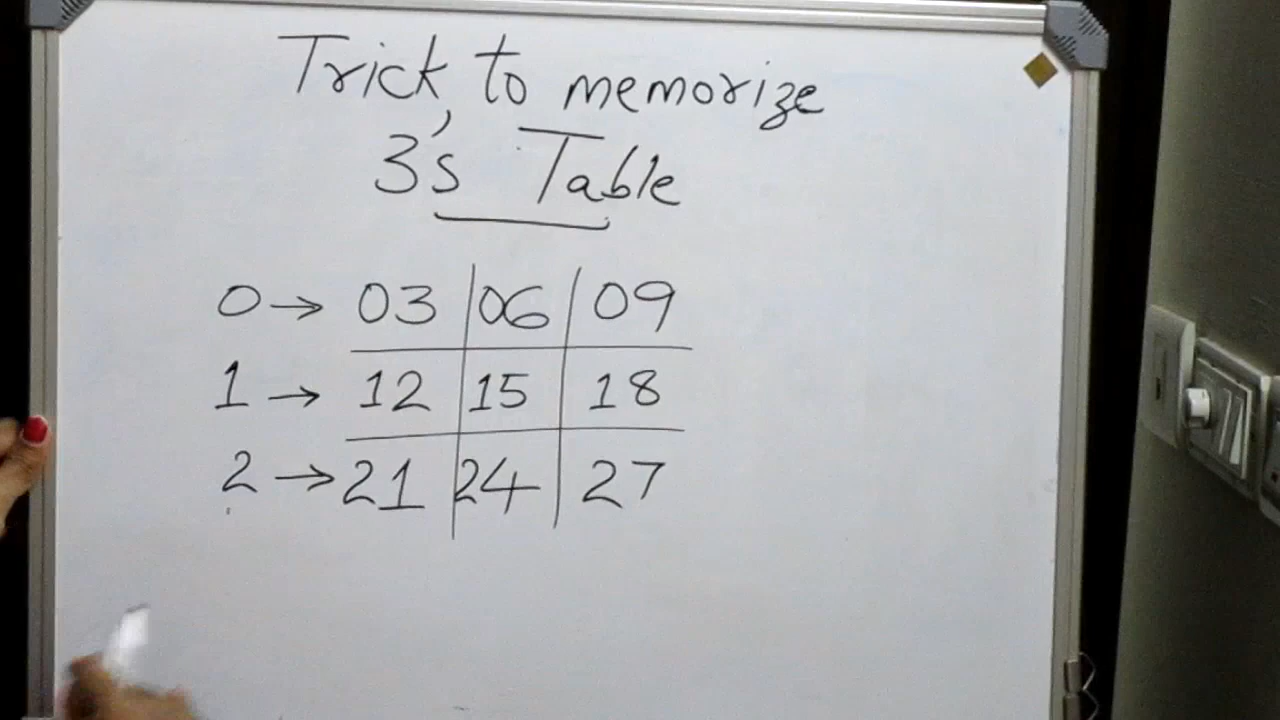 Trick to memorize
3's Table
0→ 03 06 09
1→ 12 15 18
2→ 21 24 27